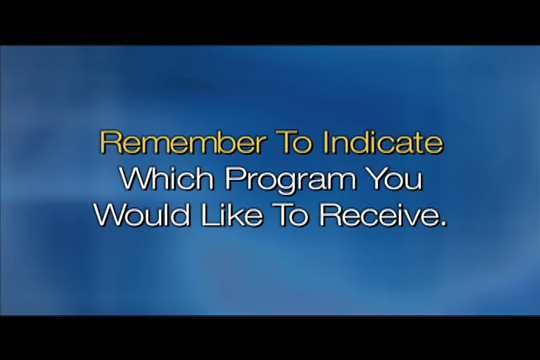 Remember To Indicate
Which Program You
Would Like To Receive.